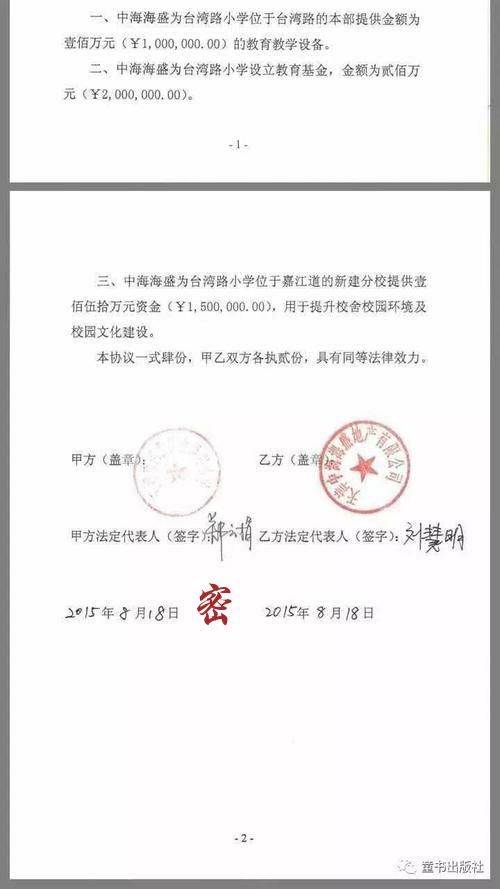 一、中海海盛为台湾路小学位于台湾路的本部提供金额为
壹佰万元（￥1,000,000.00）的教育教学设备。
二、中海海盛为台湾路小学设立教育基金，金额为贰佰万
元（￥2,000,000.00）。
- 1 -
三、中海海盛为台湾路小学位于嘉江道的新建分校提供壹
佰伍拾万元资金（￥1,500,000.00），用于提升校舍校园环境及
校园文化建设。
本协议一式肆份，甲乙双方各执贰份，具有同等法律效力。
甲方（盖章）： 乙方（盖章）：
天津中海海盛地产有限公司
甲方法定代表人（签字）： 乙方法定代表人（签字）：刘慧明
2015年8月18日 密 2015年8月18日
- 2 -
童书出版社